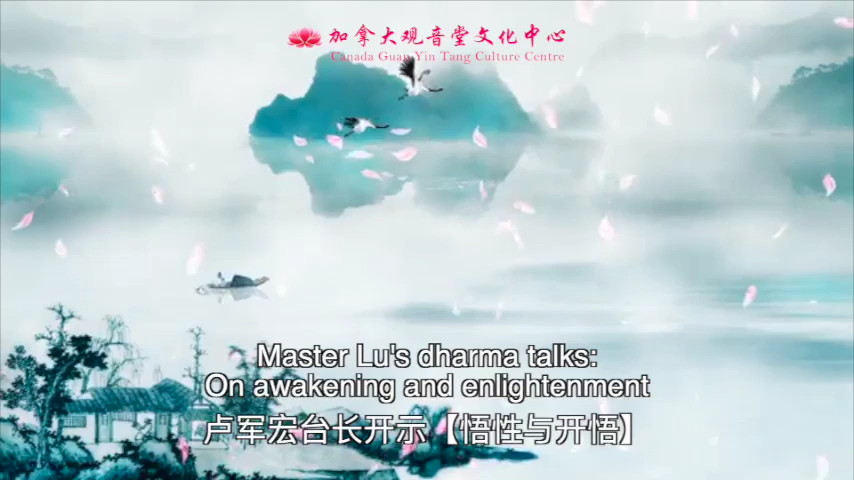 加拿大观音堂文化中心
Canada Guan Yin Tang Culture Centre
Master Lu's dharma talks:
On awakening and enlightenment
卢军宏台长开示【悟性与开悟】